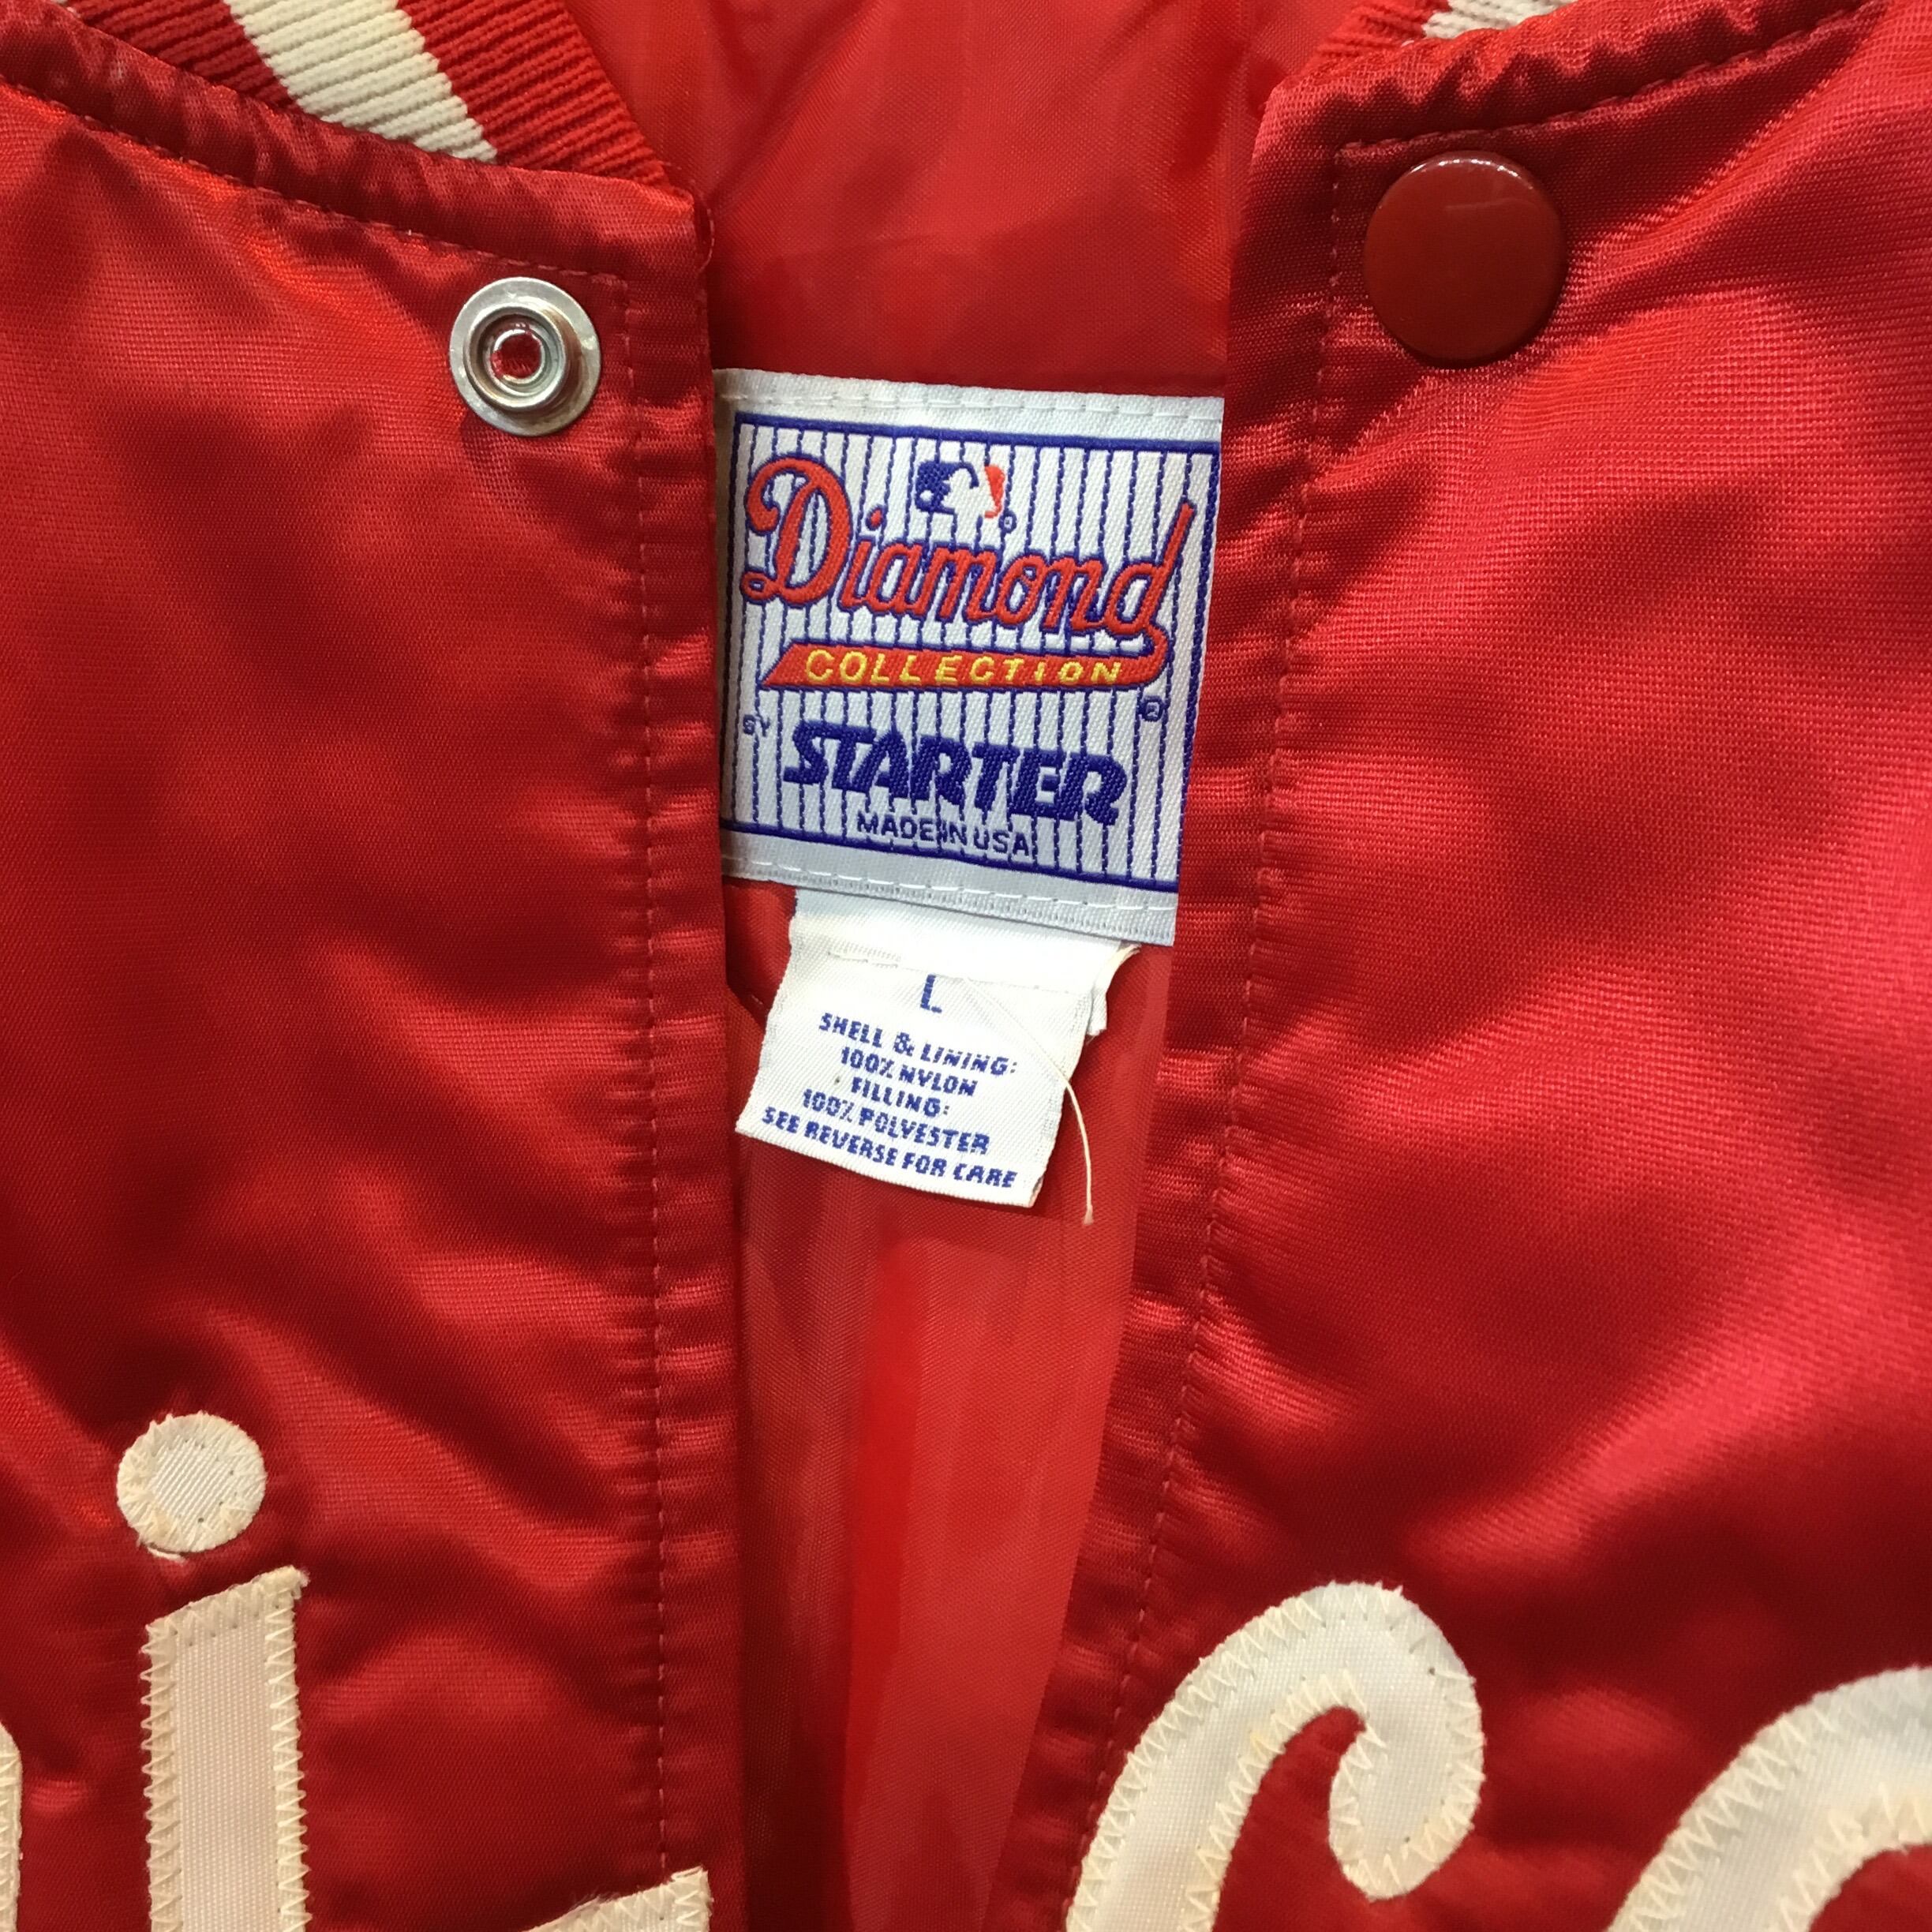 Diamond
COLLECTION
®
BY STARTER
MADE IN USA
L
SHELL & LINING:
100% NYLON
FILLING:
100% POLYESTER
SEE REVERSE FOR CARE
i